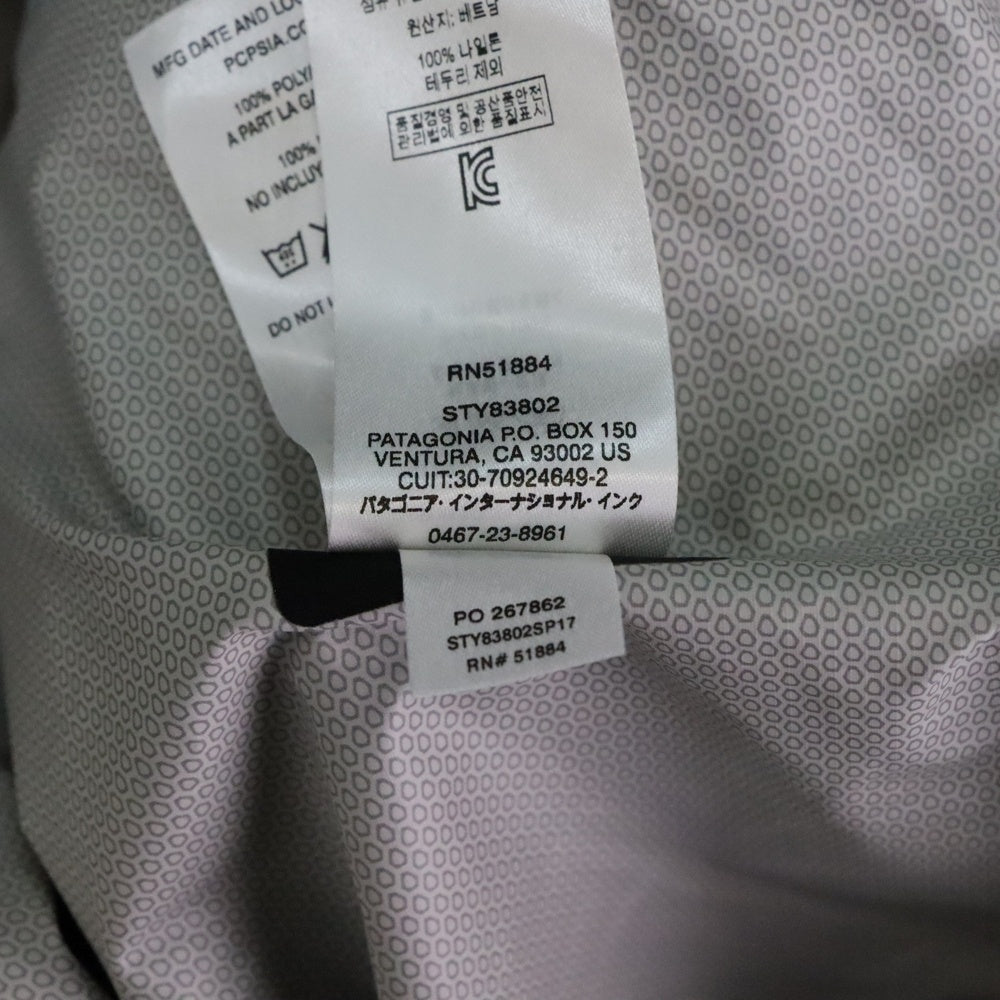 MFG DATE AND LO
PCPSIA.CO
100% POLY
A PART LA GA
100%
NO INCLUY
40C
DO NOT
원산지: 베트남
100% 나일론
테두리 제외
품질경영 및 공산품안전
관리법에 의한 품질표시
RN51884
STY83802
PATAGONIA P.O. BOX 150
VENTURA, CA 93002 US
CUIT:30-70924649-2
パタゴニア・インターナショナル・インク
0467-23-8961
PO 267862
STY83802SP17
RN# 51884